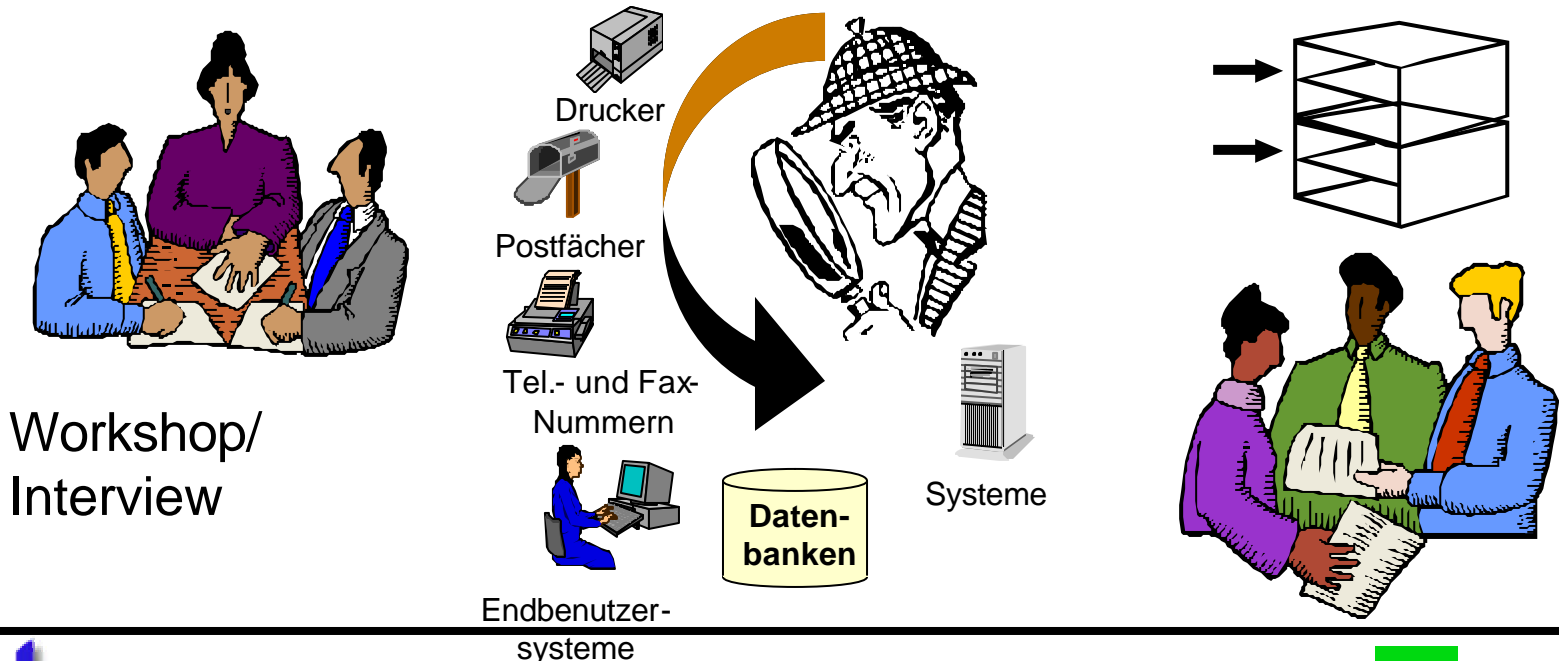 Workshop/
Interview
Drucker
Postfächer
Tel.- und Fax-
Nummern
Endbenutzer-
systeme
Daten-
banken
Systeme